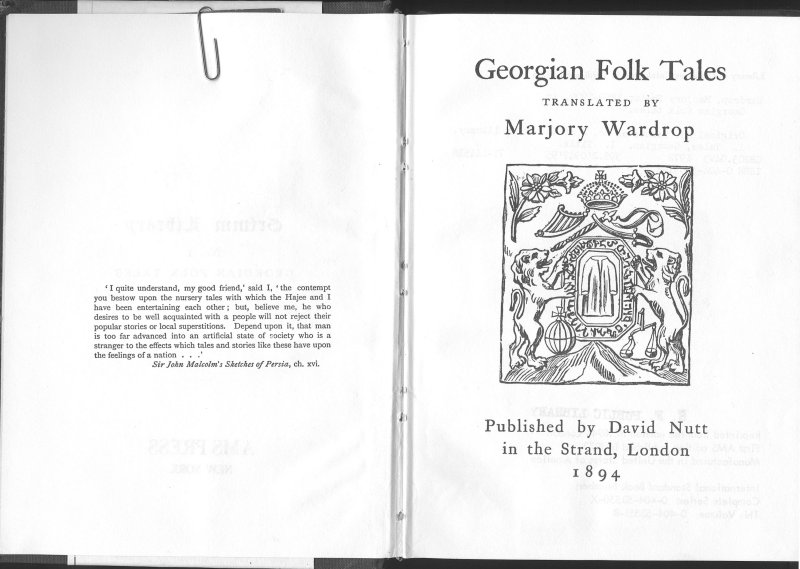 'I quite understand, my good friend,' said I, 'the contempt
you bestow upon the nursery tales with which the Hajee and I
have been entertaining each other; but, believe me, he who
desires to be well acquainted with a people will not reject their
popular stories or local superstitions. Depend upon it, that man
is too far advanced into an artificial state of society who is a
stranger to the effects which tales and stories like these have upon
the feelings of a nation . . .'
Sir John Malcolm's Sketches of Persia, ch. xvi.
Georgian Folk Tales
TRANSLATED BY
Marjory Wardrop
Published by David Nutt
in the Strand, London
1894